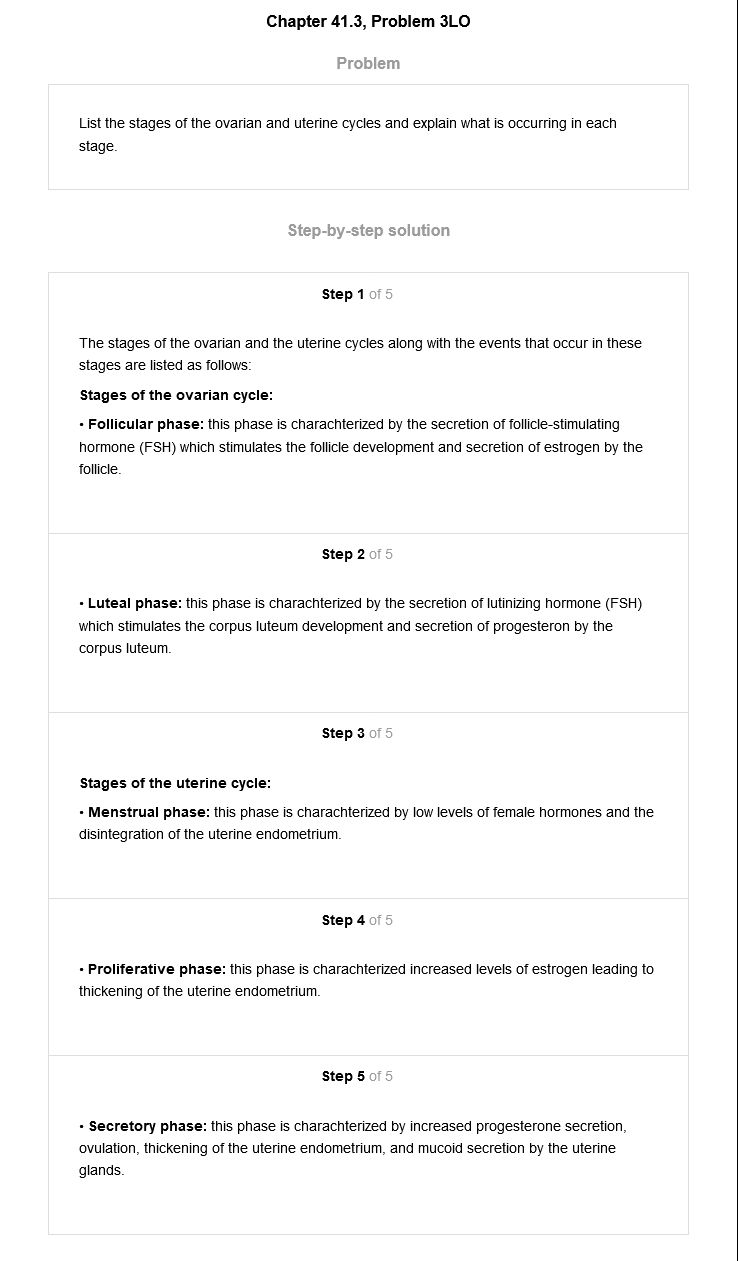 Chapter 41.3, Problem 3LO
Problem
List the stages of the ovarian and uterine cycles and explain what is occurring in each
stage.
Step-by-step solution
Step 1 of 5
The stages of the ovarian and the uterine cycles along with the events that occur in these
stages are listed as follows:
Stages of the ovarian cycle:
• Follicular phase: this phase is charachterized by the secretion of follicle-stimulating
hormone (FSH) which stimulates the follicle development and secretion of estrogen by the
follicle.
Step 2 of 5
• Luteal phase: this phase is charachterized by the secretion of lutinizing hormone (FSH)
which stimulates the corpus luteum development and secretion of progesteron by the
corpus luteum.
Step 3 of 5
Stages of the uterine cycle:
• Menstrual phase: this phase is charachterized by low levels of female hormones and the
disintegration of the uterine endometrium.
Step 4 of 5
• Proliferative phase: this phase is charachterized increased levels of estrogen leading to
thickening of the uterine endometrium.
Step 5 of 5
• Secretory phase: this phase is charachterized by increased progesterone secretion,
ovulation, thickening of the uterine endometrium, and mucoid secretion by the uterine
glands.